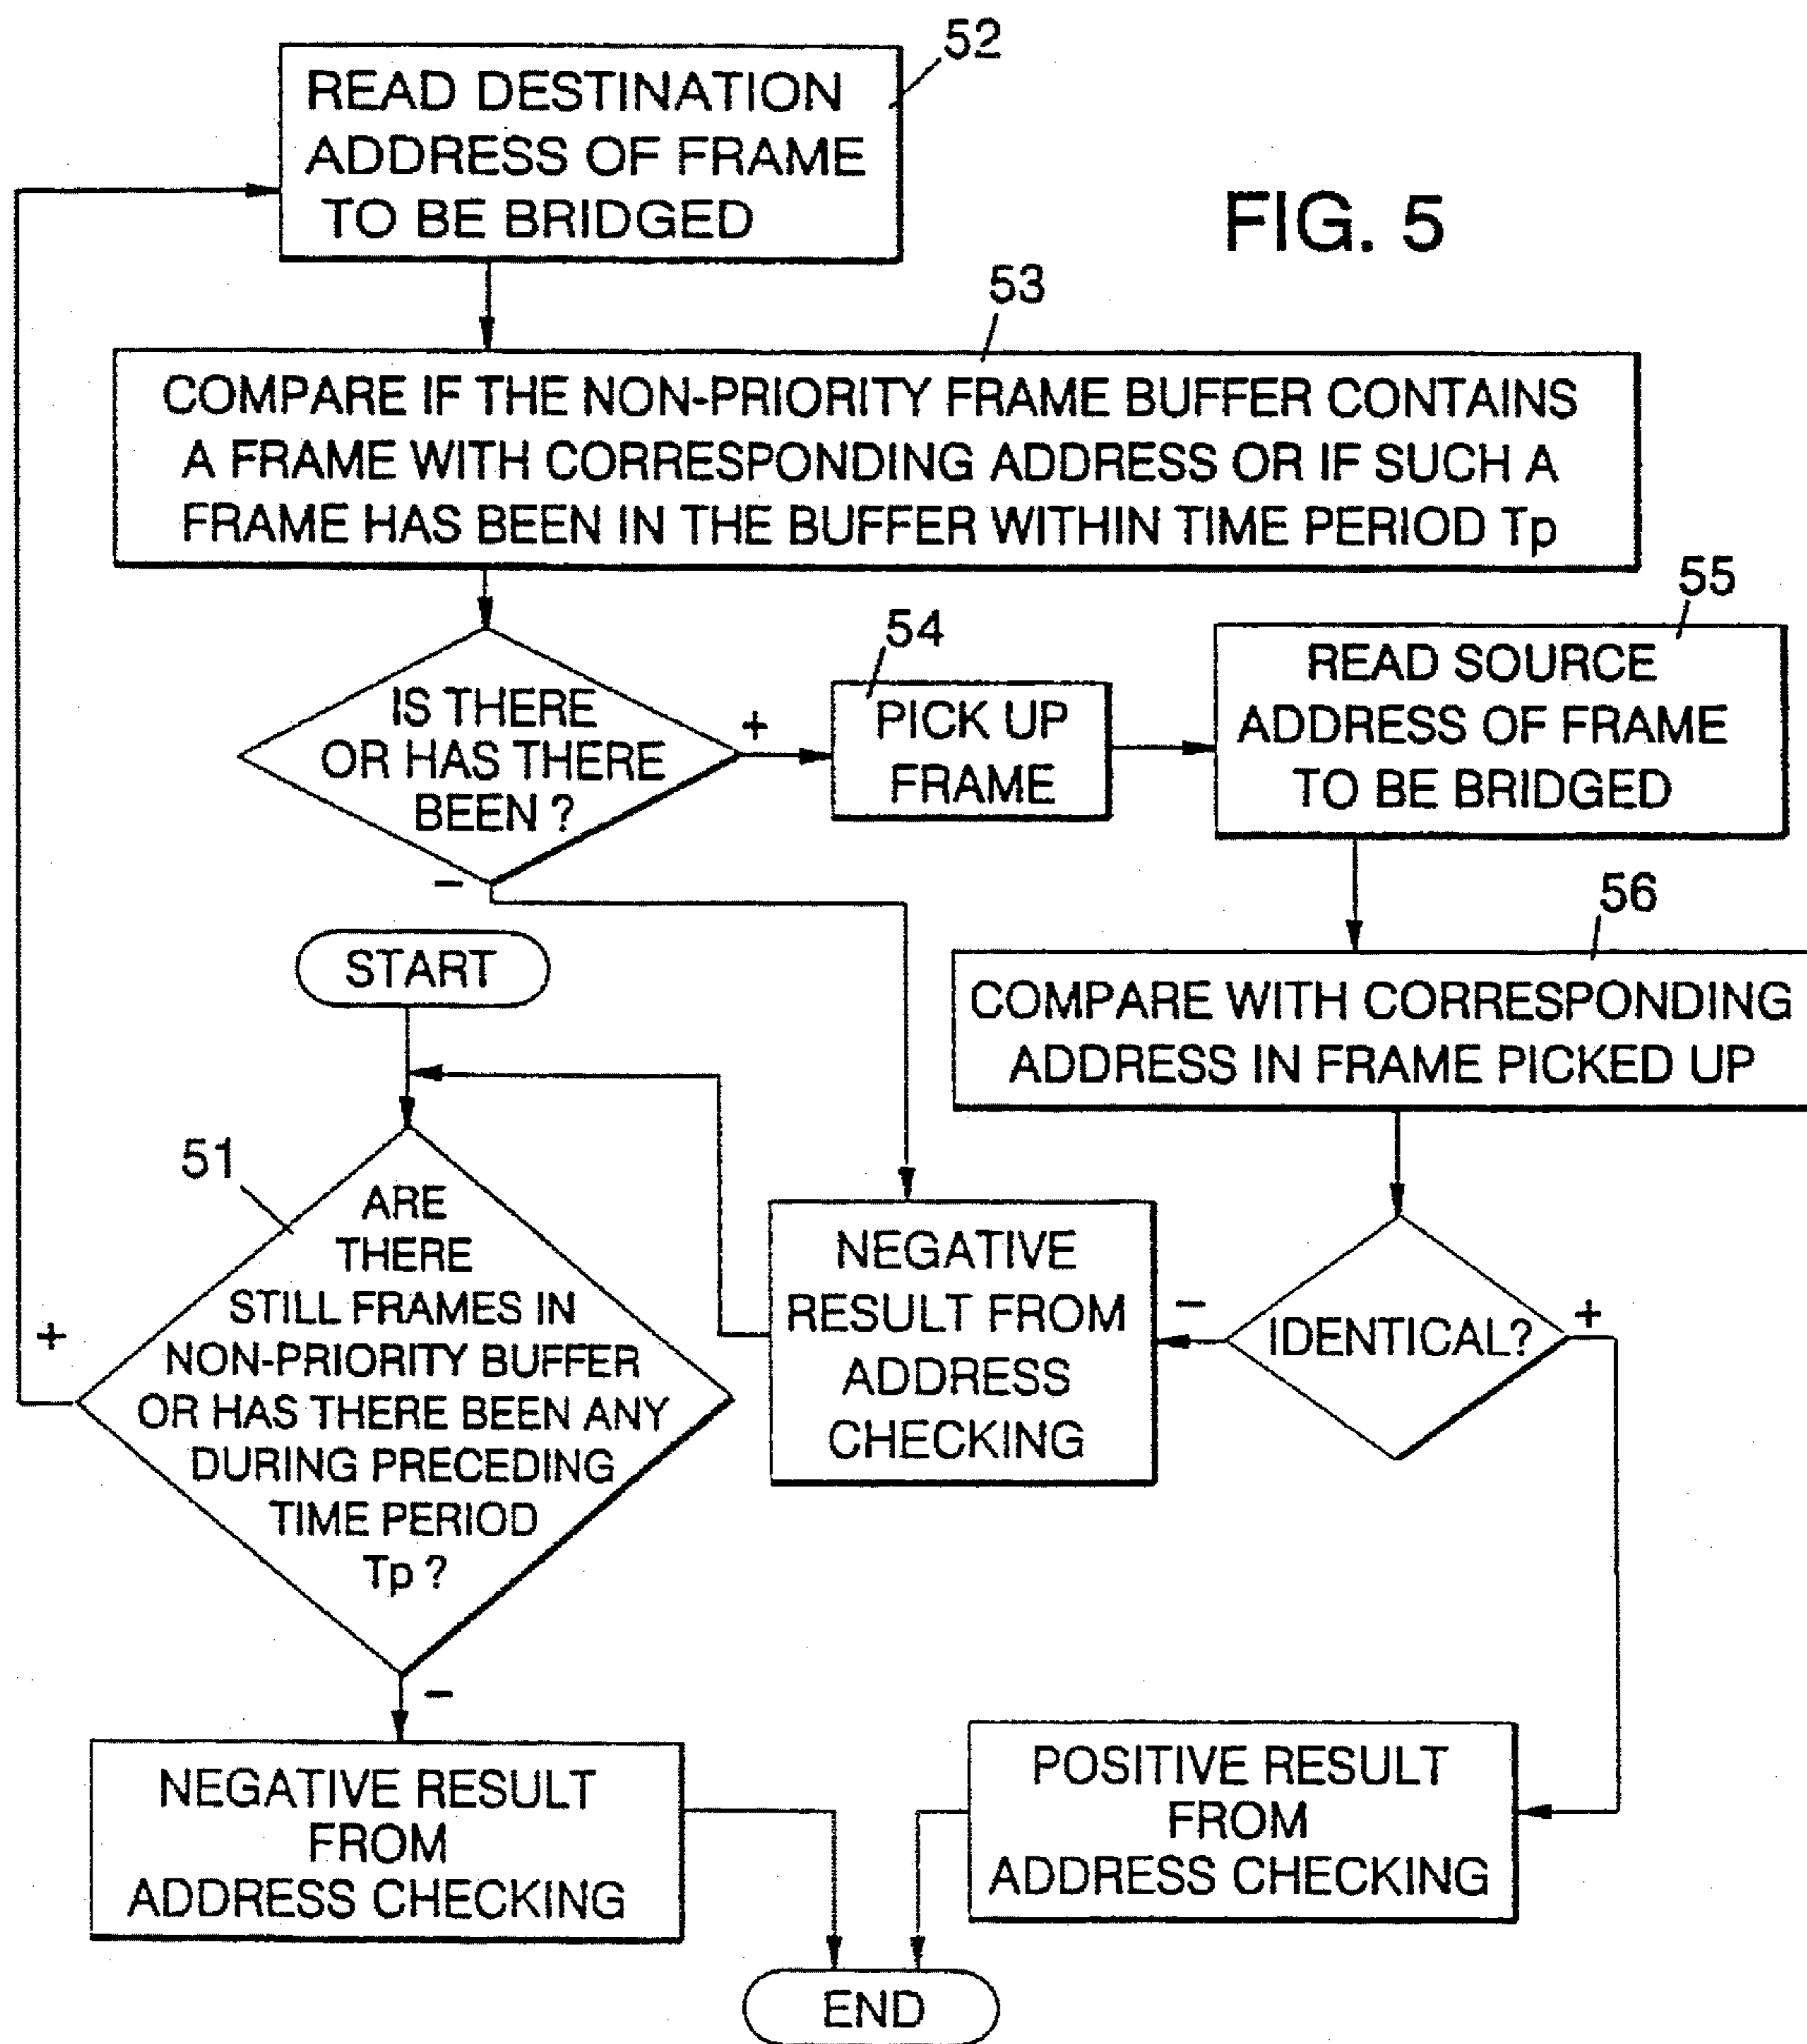 52
READ DESTINATION
ADDRESS OF FRAME
TO BE BRIDGED
FIG. 5
53
COMPARE IF THE NON-PRIORITY FRAME BUFFER CONTAINS
A FRAME WITH CORRESPONDING ADDRESS OR IF SUCH A
FRAME HAS BEEN IN THE BUFFER WITHIN TIME PERIOD Tp
IS THERE
OR HAS THERE
BEEN ?
+
−
54
PICK UP
FRAME
55
READ SOURCE
ADDRESS OF FRAME
TO BE BRIDGED
56
COMPARE WITH CORRESPONDING
ADDRESS IN FRAME PICKED UP
START
51
ARE
THERE
STILL FRAMES IN
NON-PRIORITY BUFFER
OR HAS THERE BEEN ANY
DURING PRECEDING
TIME PERIOD
Tp ?
+
−
NEGATIVE
RESULT FROM
ADDRESS
CHECKING
−
IDENTICAL?
+
NEGATIVE RESULT
FROM
ADDRESS CHECKING
POSITIVE RESULT
FROM
ADDRESS CHECKING
END